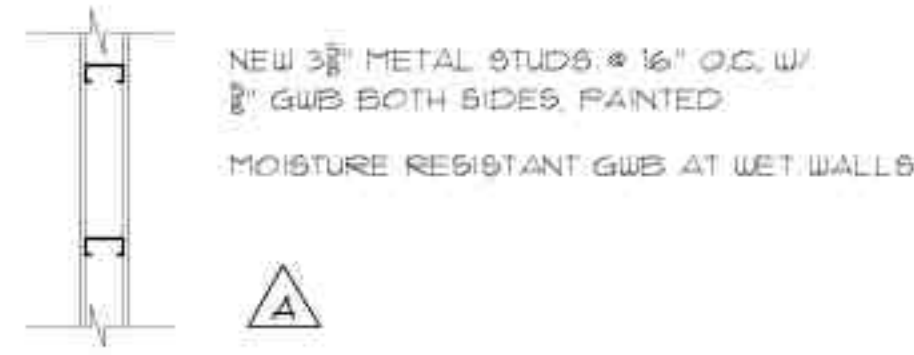 NEW 3⅝" METAL STUDS @ 16" O.C. W/
⅝" GWB BOTH SIDES, PAINTED
MOISTURE RESISTANT GWB AT WET WALLS
A